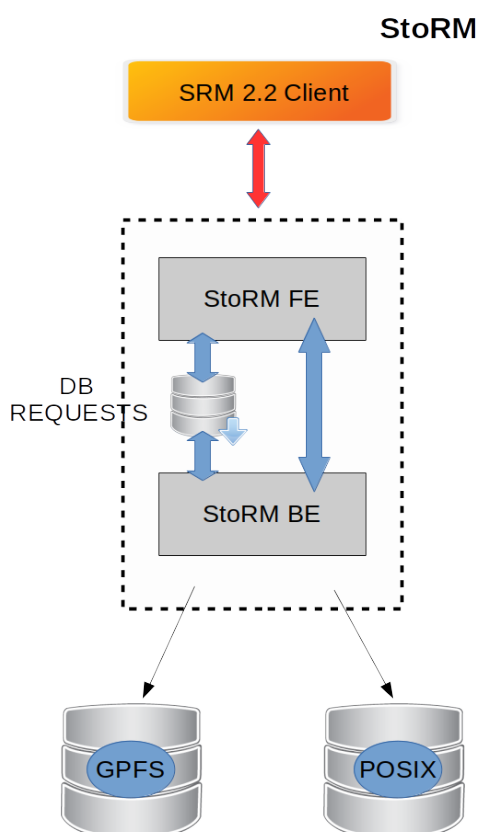 StoRM
SRM 2.2 Client
StoRM FE
DB
REQUESTS
StoRM BE
GPFS
POSIX